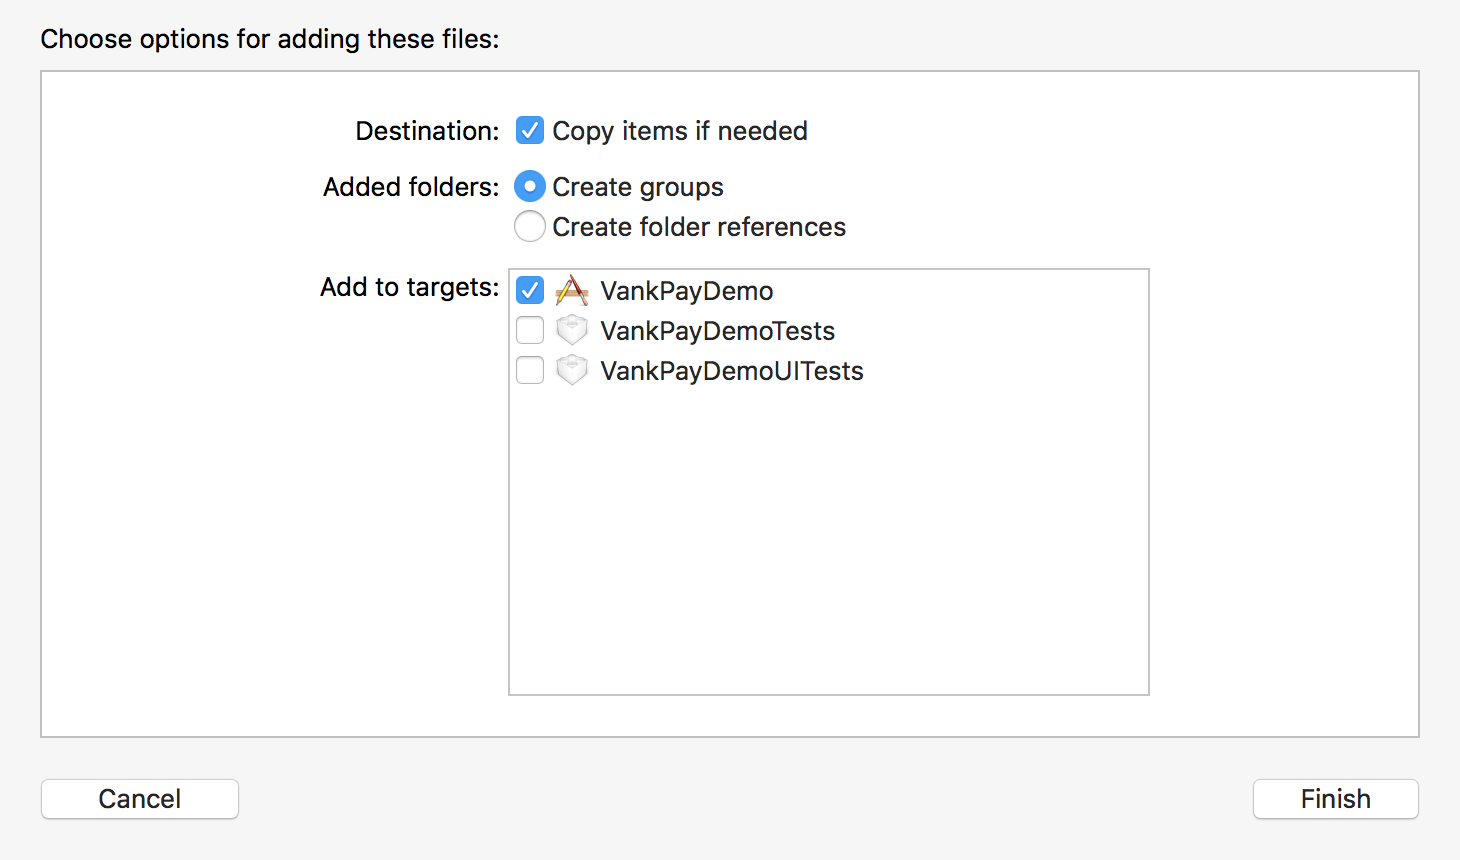 Choose options for adding these files:
Destination: Copy items if needed
Added folders: Create groups
Create folder references
Add to targets: VankPayDemo
VankPayDemoTests
VankPayDemoUITests
Cancel Finish